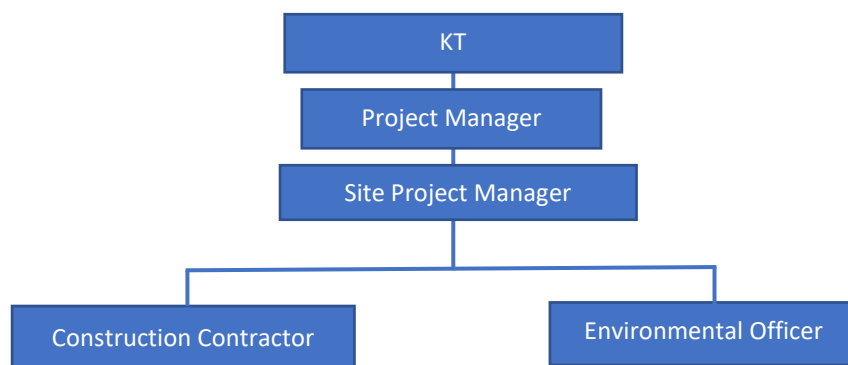 KT
Project Manager
Site Project Manager
Construction Contractor
Environmental Officer